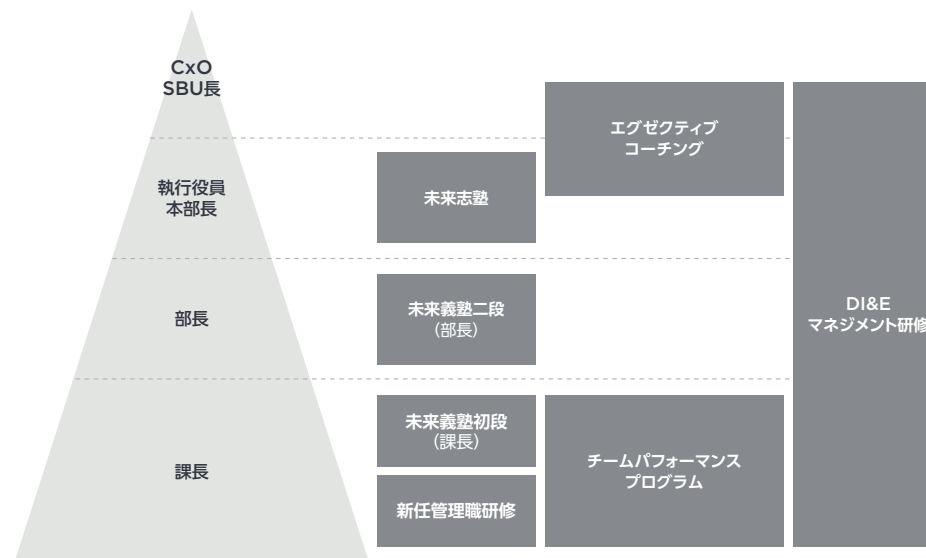 CxO
SBU長
エグゼクティブ
コーチング
執行役員
本部長
未来志塾
部長
未来義塾二段
(部長)
DI&E
マネジメント研修
課長
未来義塾初段
(課長)
チームパフォーマンス
プログラム
新任管理職研修